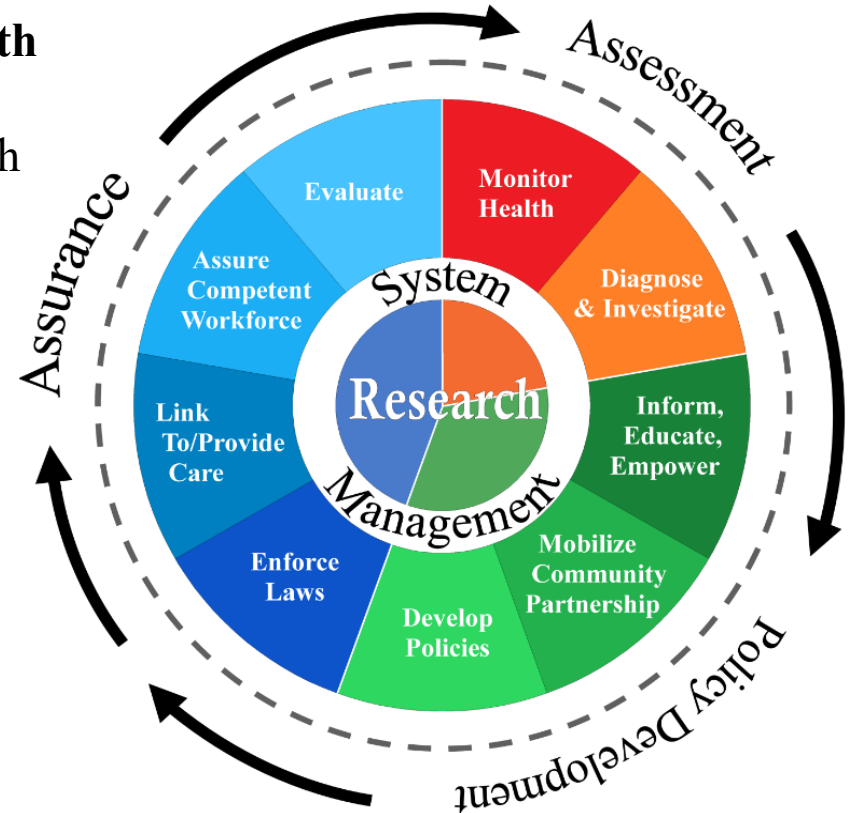 th
h
Assessment
Monitor
Health
Diagnose
& Investigate
Inform,
Educate,
Empower
Mobilize
Community
Partnership
Policy Development
Develop
Policies
Enforce
Laws
Link
To/Provide
Care
Assurance
Assure
Competent
Workforce
Evaluate
System
Research
Management